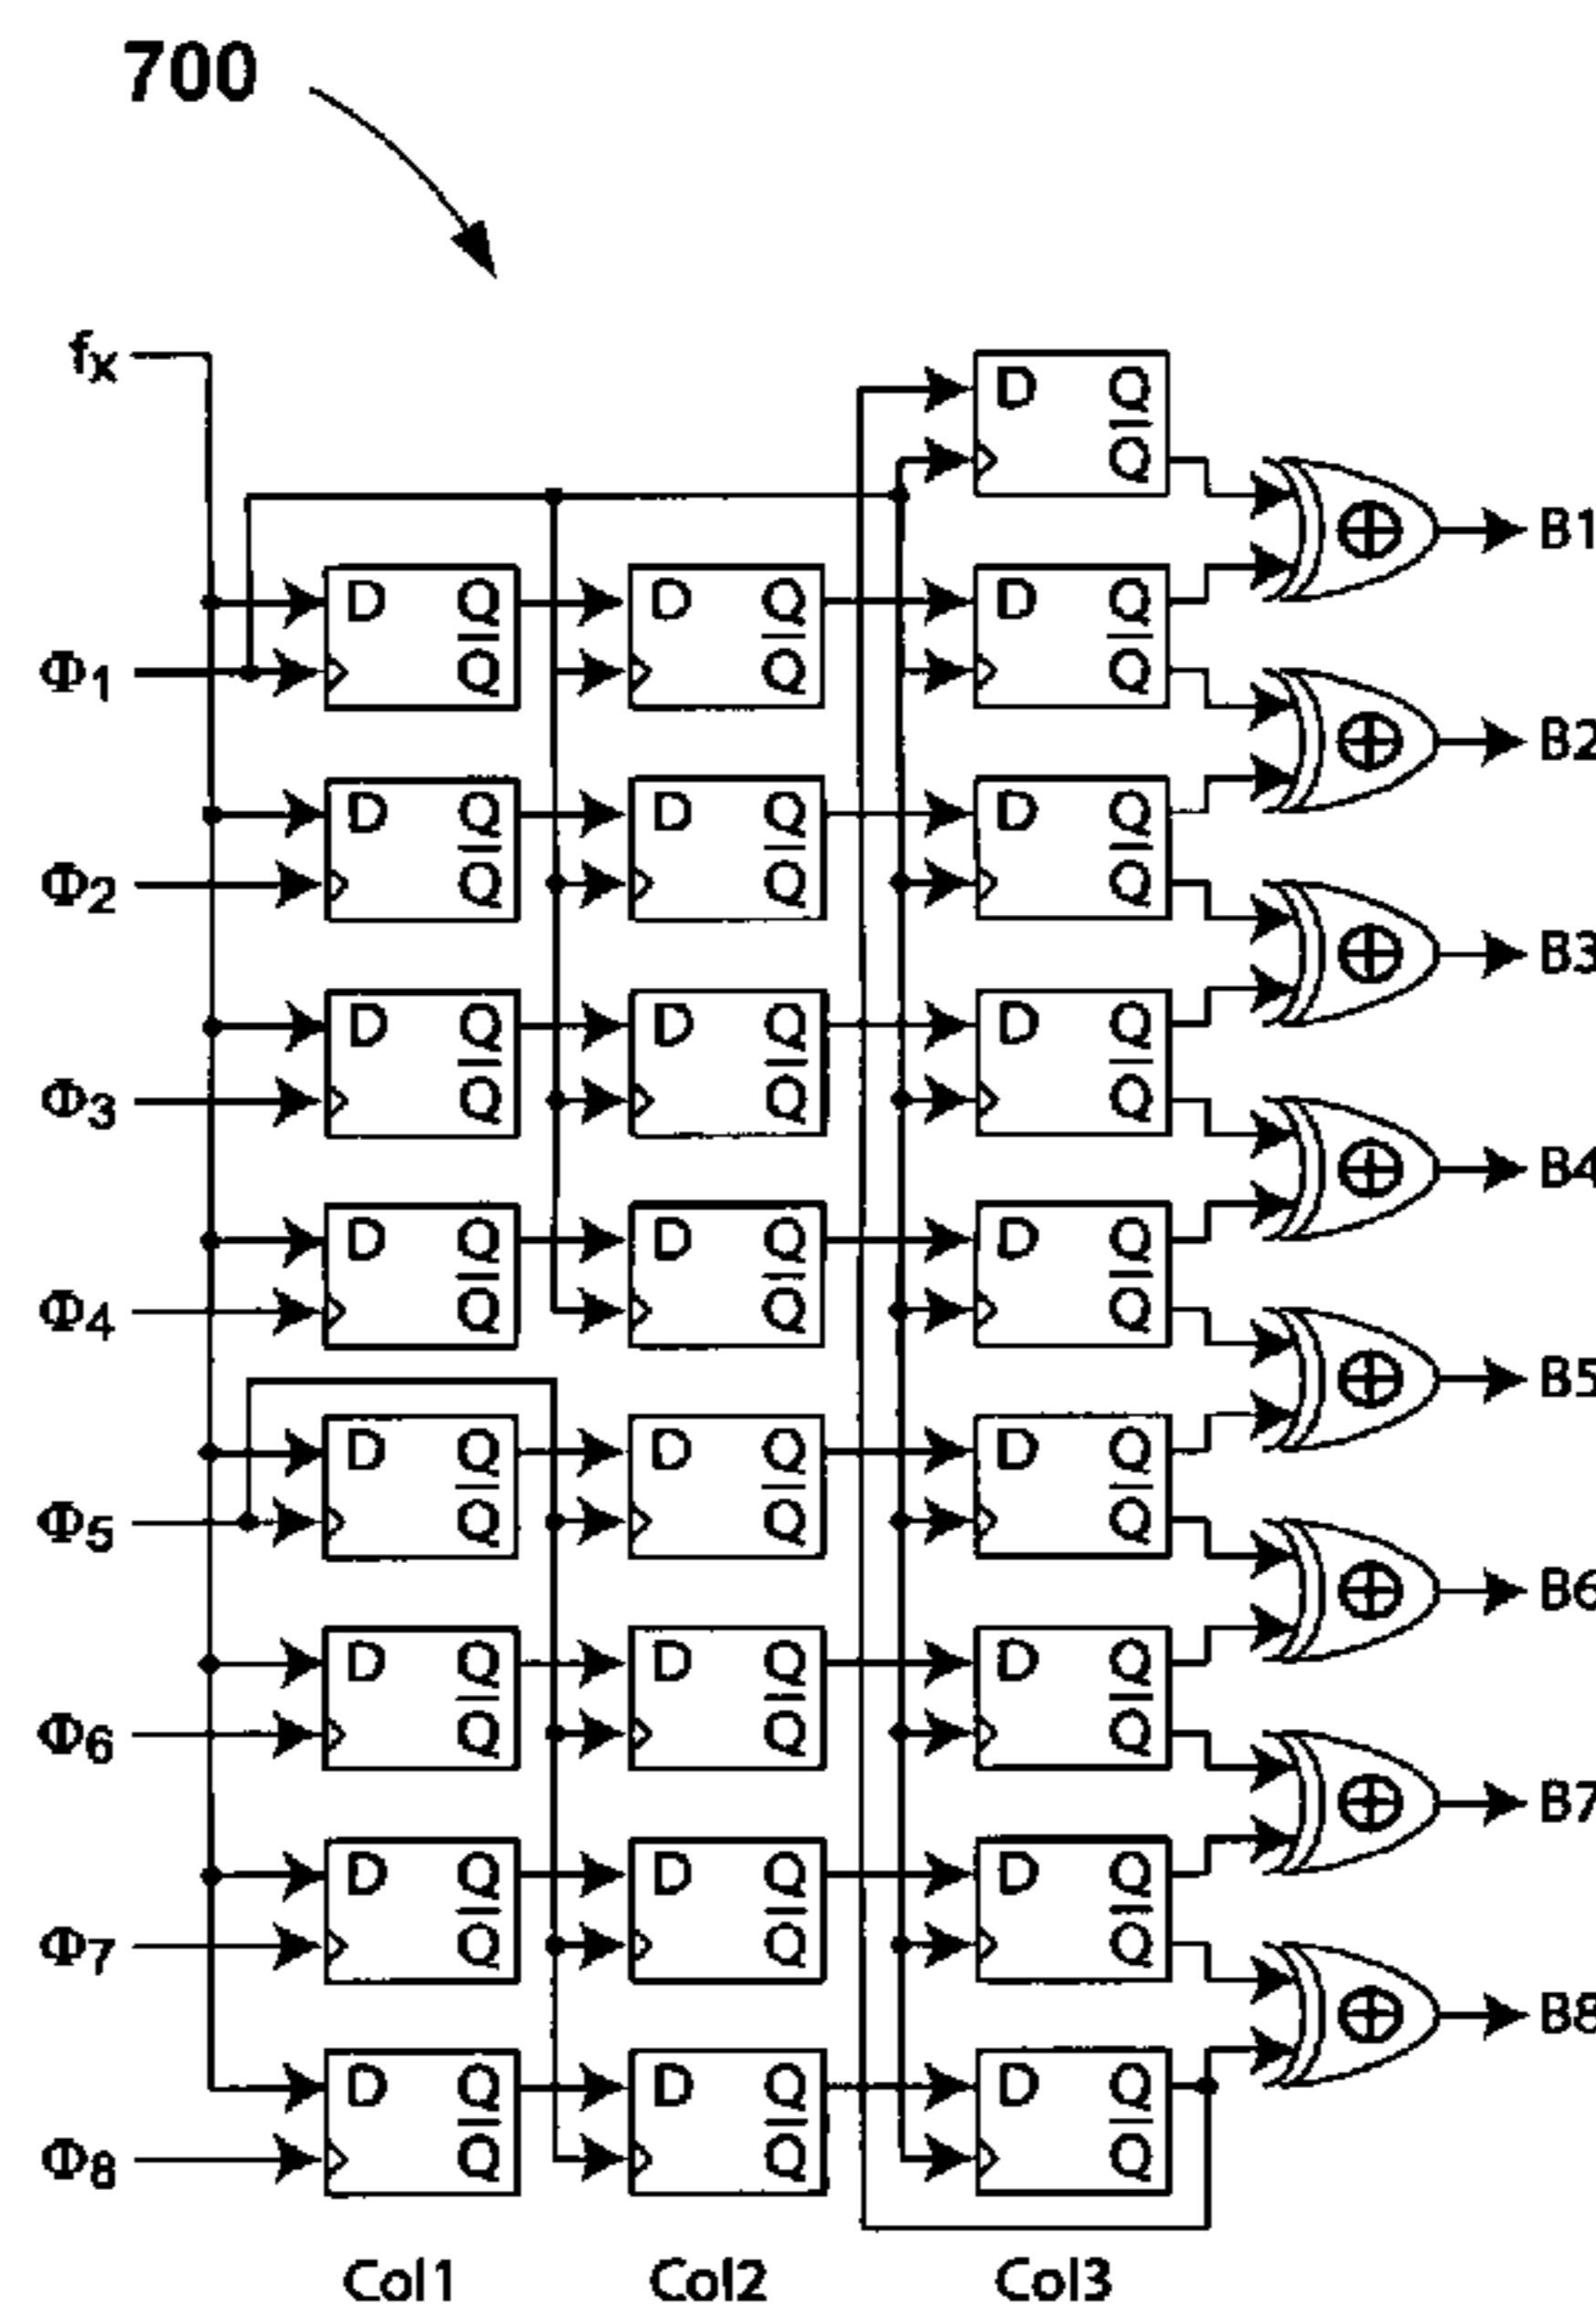 700
fx
D Q
Q̅
B1
D Q D Q D Q
Φ1 Q̅ Q̅ Q̅
B2
D Q D Q D Q
Φ2 Q̅ Q̅ Q̅
B3
D Q D Q D Q
Φ3 Q̅ Q̅ Q̅
B4
D Q D Q D Q
Φ4 Q̅ Q̅ Q̅
B5
D Q D Q D Q
Φ5 Q̅ Q̅ Q̅
B6
D Q D Q D Q
Φ6 Q̅ Q̅ Q̅
B7
D Q D Q D Q
Φ7 Q̅ Q̅ Q̅
B8
D Q D Q D Q
Φ8 Q̅ Q̅ Q̅
Col1 Col2 Col3